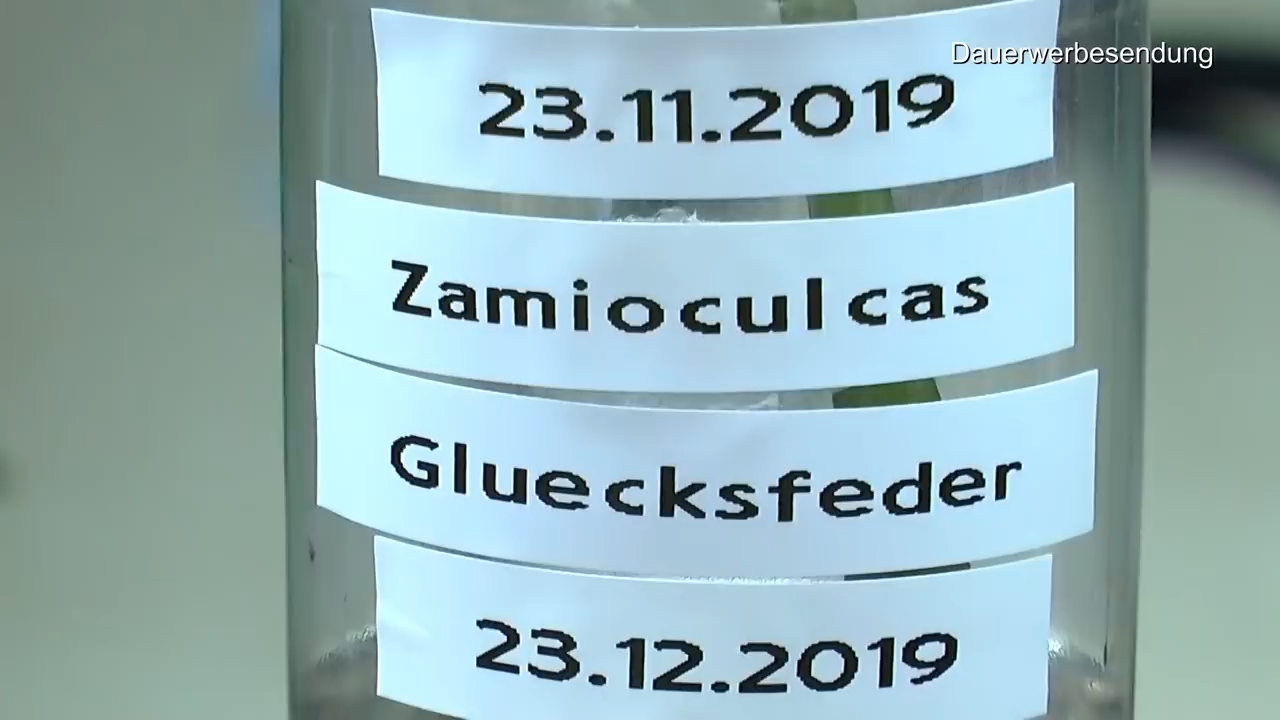 Dauerwerbesendung
23.11.2019
Zamioculcas
Gluecksfeder
23.12.2019